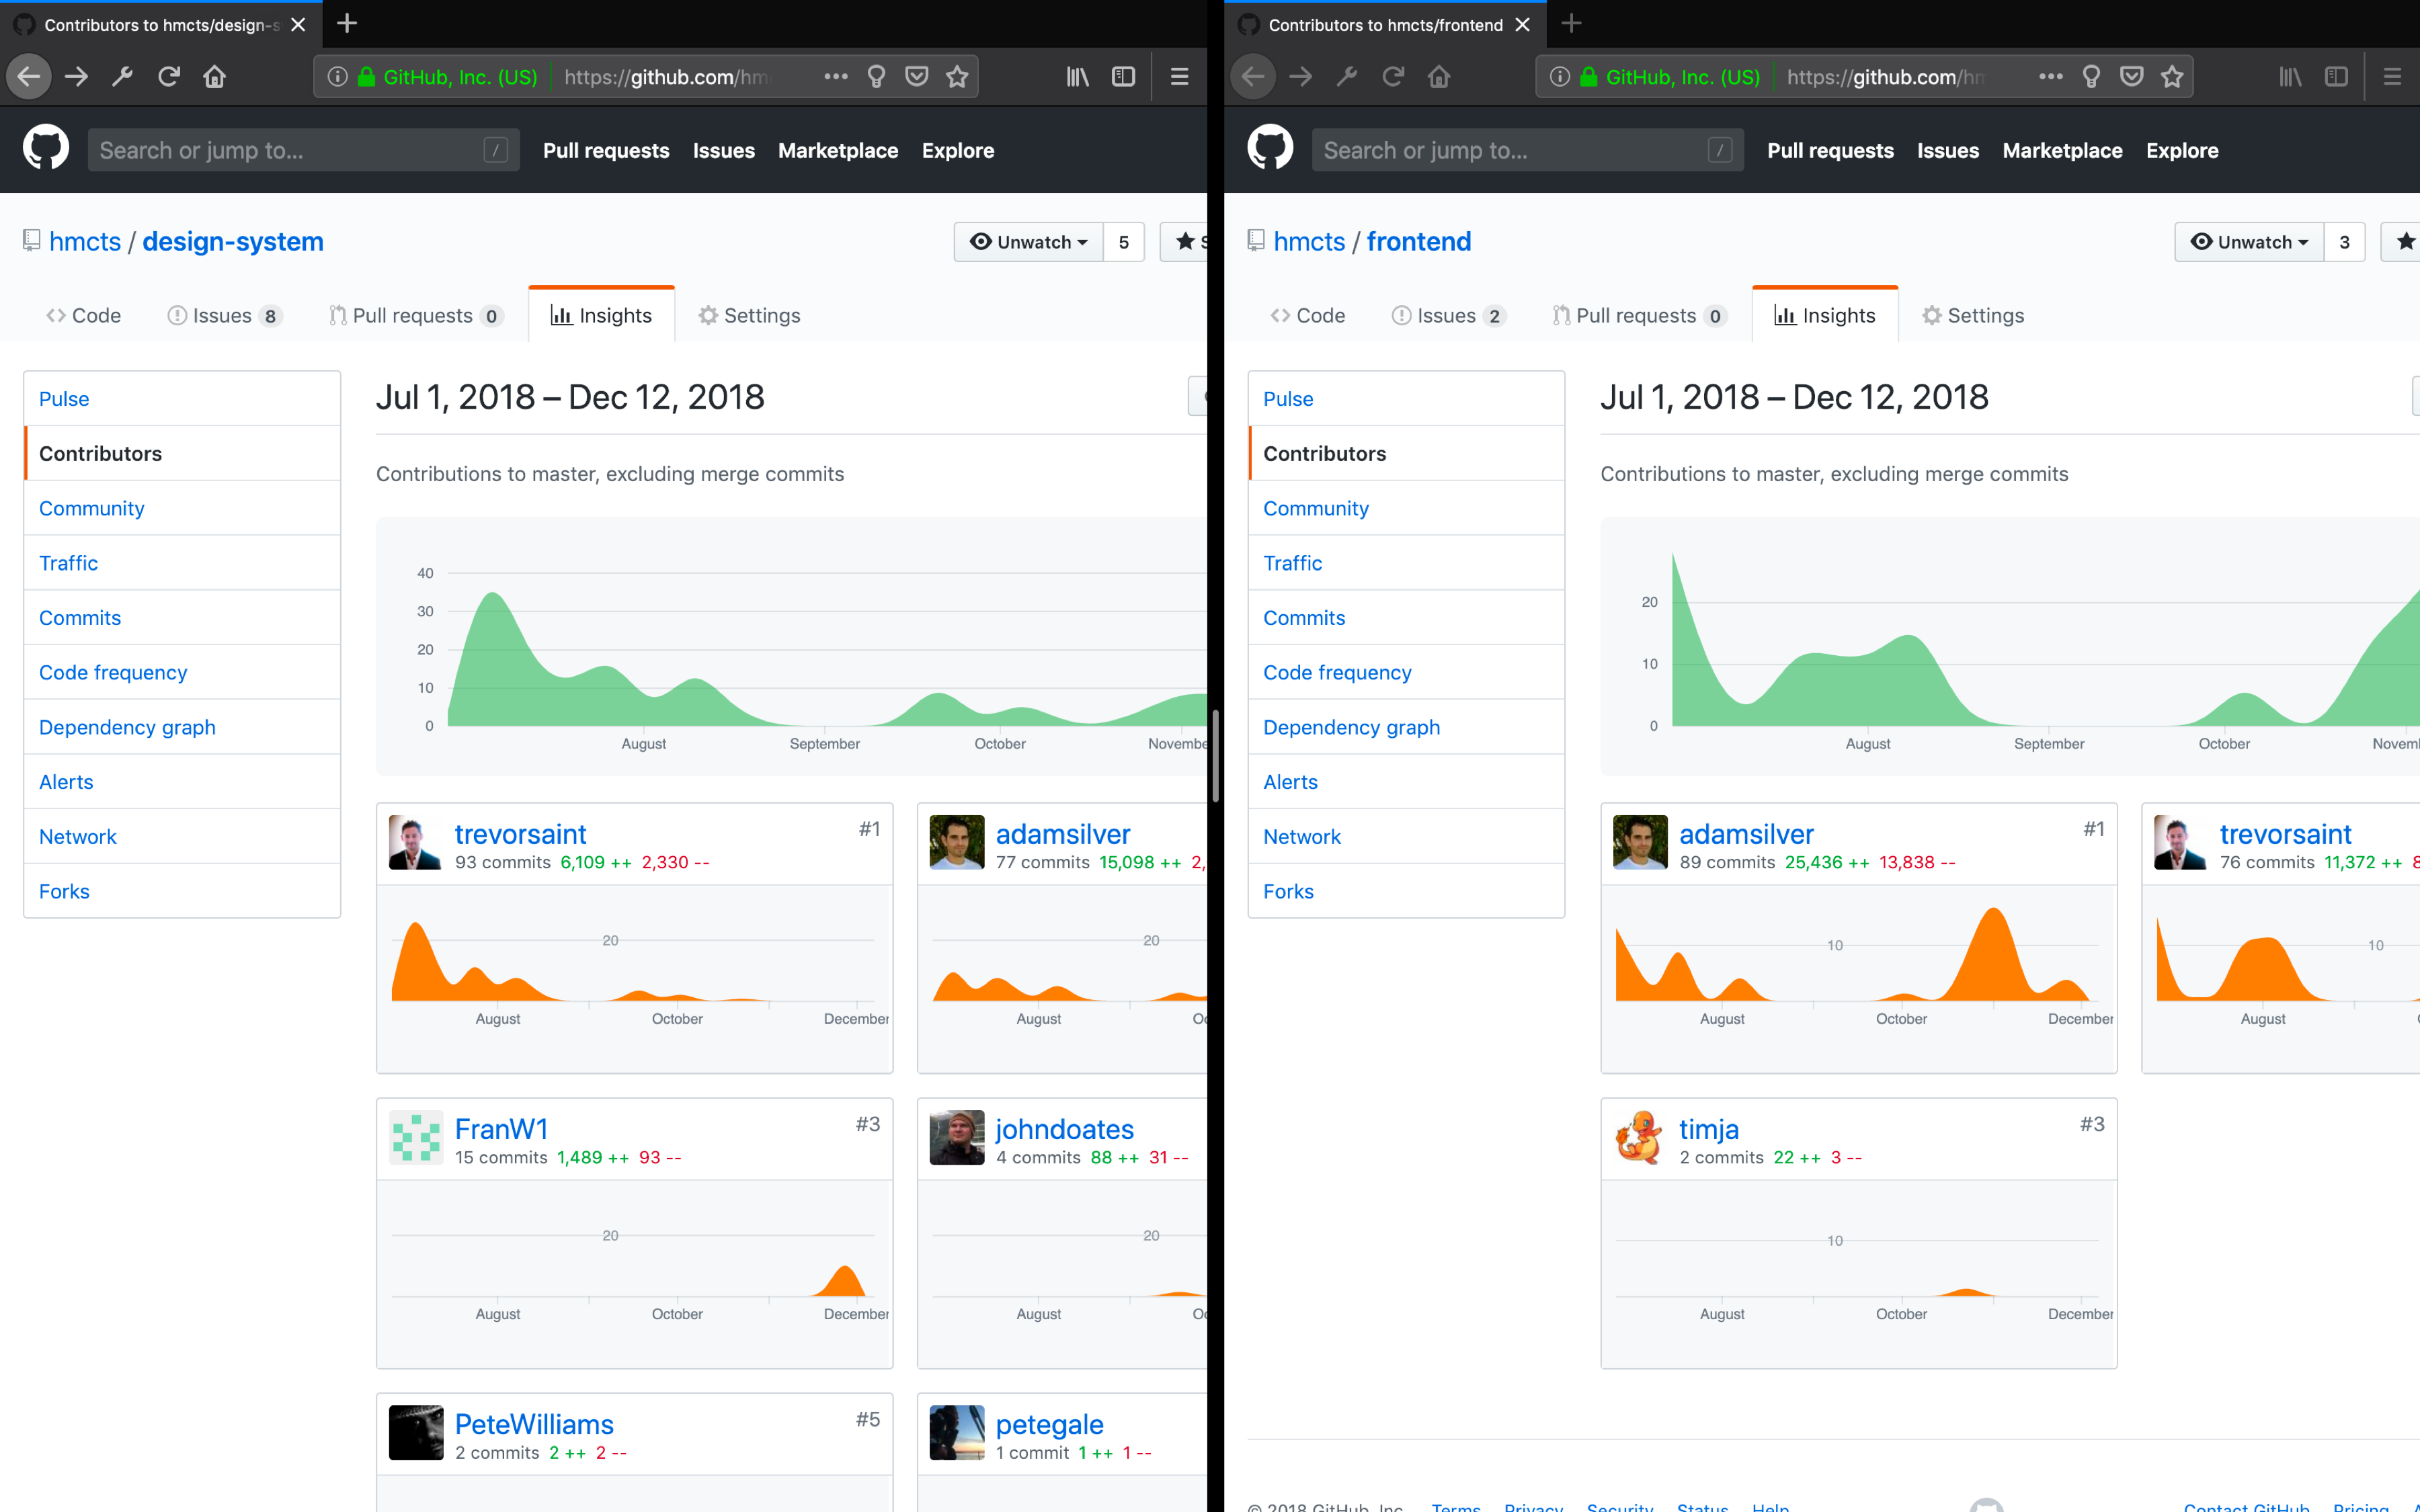 Contributors to hmcts/design-s
GitHub, Inc. (US) https://github.com/hm
Search or jump to... /
Pull requests Issues Marketplace Explore
hmcts / design-system
Unwatch 5
Code Issues 8 Pull requests 0 Insights Settings
Pulse
Contributors
Community
Traffic
Commits
Code frequency
Dependency graph
Alerts
Network
Forks
Jul 1, 2018 – Dec 12, 2018
Contributions to master, excluding merge commits
40
30
20
10
0
August September October Novembe
trevorsaint #1
93 commits 6,109 ++ 2,330 --
20
August October December
adamsilver
77 commits 15,098 ++ 2,
20
August Oc
FranW1 #3
15 commits 1,489 ++ 93 --
20
August October December
johndoates
4 commits 88 ++ 31 --
20
August Oc
PeteWilliams #5
2 commits 2 ++ 2 --
petegale
1 commit 1 ++ 1 --
Contributors to hmcts/frontend
GitHub, Inc. (US) https://github.com/hm
Search or jump to... /
Pull requests Issues Marketplace Explore
hmcts / frontend
Unwatch 3
Code Issues 2 Pull requests 0 Insights Settings
Pulse
Contributors
Community
Traffic
Commits
Code frequency
Dependency graph
Alerts
Network
Forks
Jul 1, 2018 – Dec 12, 2018
Contributions to master, excluding merge commits
20
10
0
August September October Novem
adamsilver #1
89 commits 25,436 ++ 13,838 --
10
August October December
trevorsaint
76 commits 11,372 ++ 8
10
August
timja #3
2 commits 22 ++ 3 --
10
August October December
© 2018 GitHub, Inc. Terms Privacy Security Status Help Contact GitHub Pricing